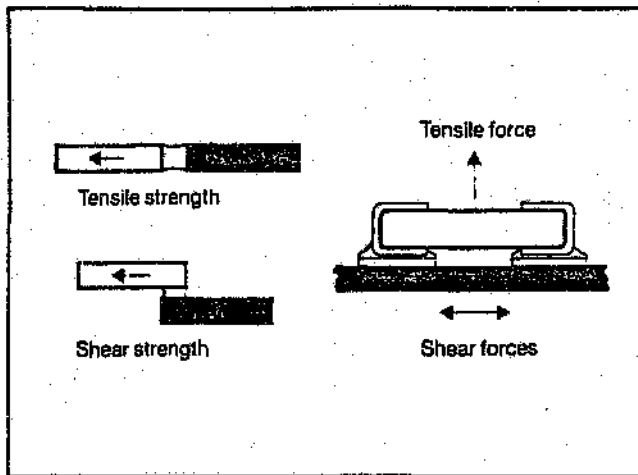 Tensile strength
Shear strength
Tensile force
Shear forces